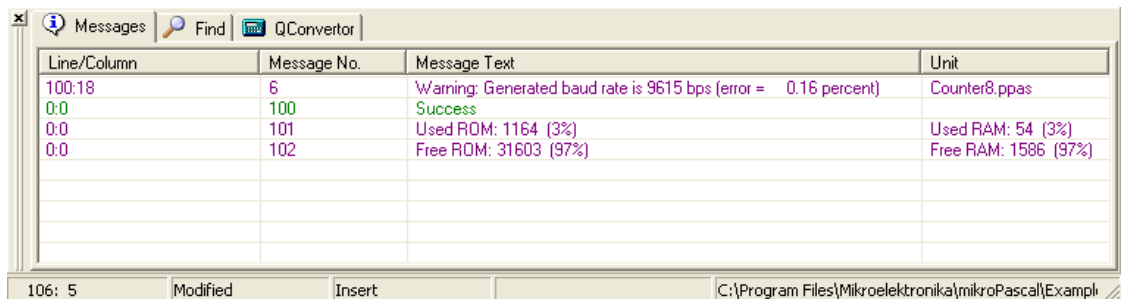 Messages Find QConvertor
Line/Column Message No. Message Text Unit
100:18 6 Warning: Generated baud rate is 9615 bps (error = 0.16 percent) Counter8.ppas
0:0 100 Success
0:0 101 Used ROM: 1164 (3%) Used RAM: 54 (3%)
0:0 102 Free ROM: 31603 (97%) Free RAM: 1586 (97%)
106: 5 Modified Insert C:\Program Files\Mikroelektronika\mikroPascal\Exampl